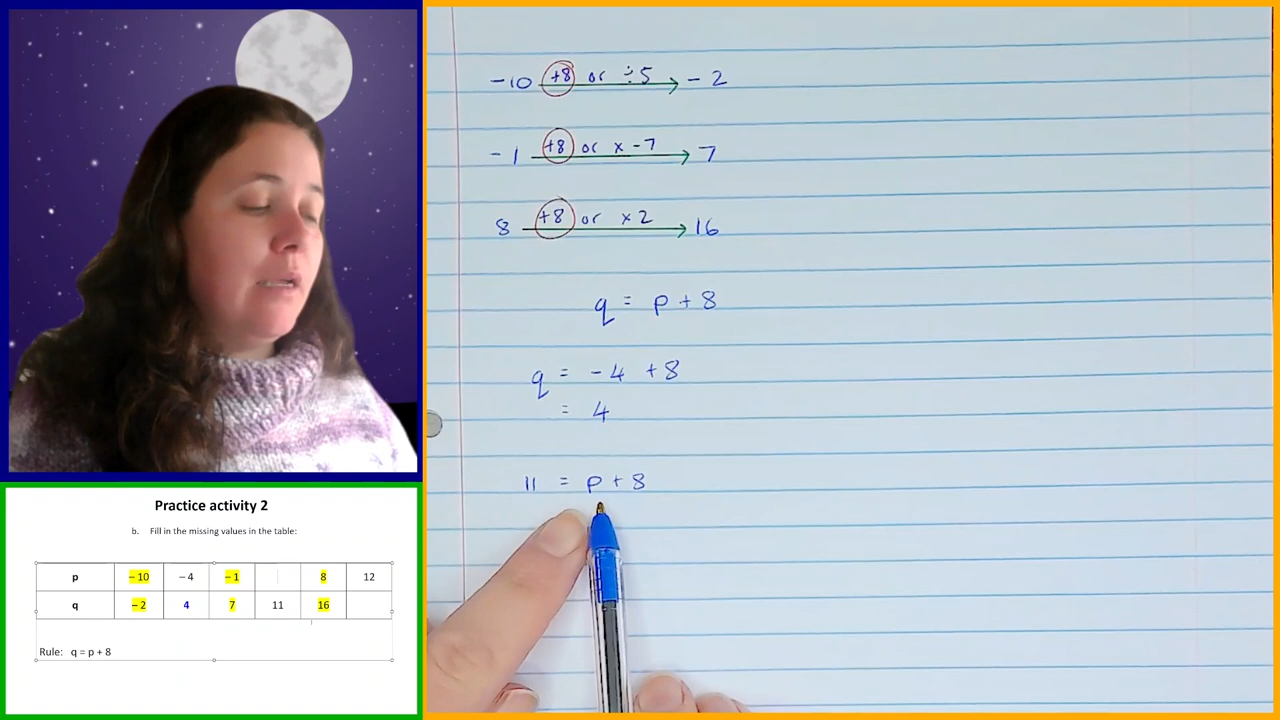 -10 +8 or ÷5 -2
-1 +8 or x -7 7
8 +8 or x 2 16
q = p + 8
q = -4 +8
= 4
11 = p + 8
Practice activity 2
b. Fill in the missing values in the table:
p – 10 – 4 – 1 8 12
q – 2 4 7 11 16
Rule: q = p + 8